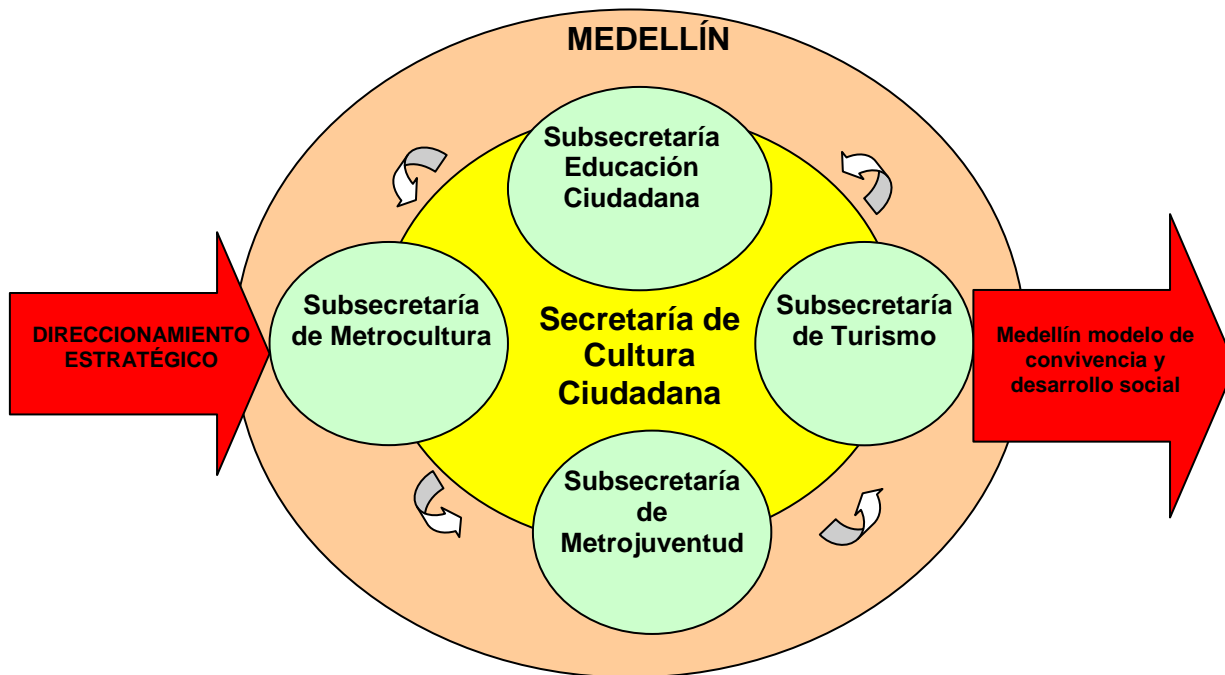 MEDELLÍN
Subsecretaría
Educación
Ciudadana
DIRECCIONAMIENTO
ESTRATÉGICO
Subsecretaría
de Metrocultura
Secretaría de
Cultura
Ciudadana
Subsecretaría
de Turismo
Medellín modelo de
convivencia y
desarrollo social
Subsecretaría
de
Metrojuventud